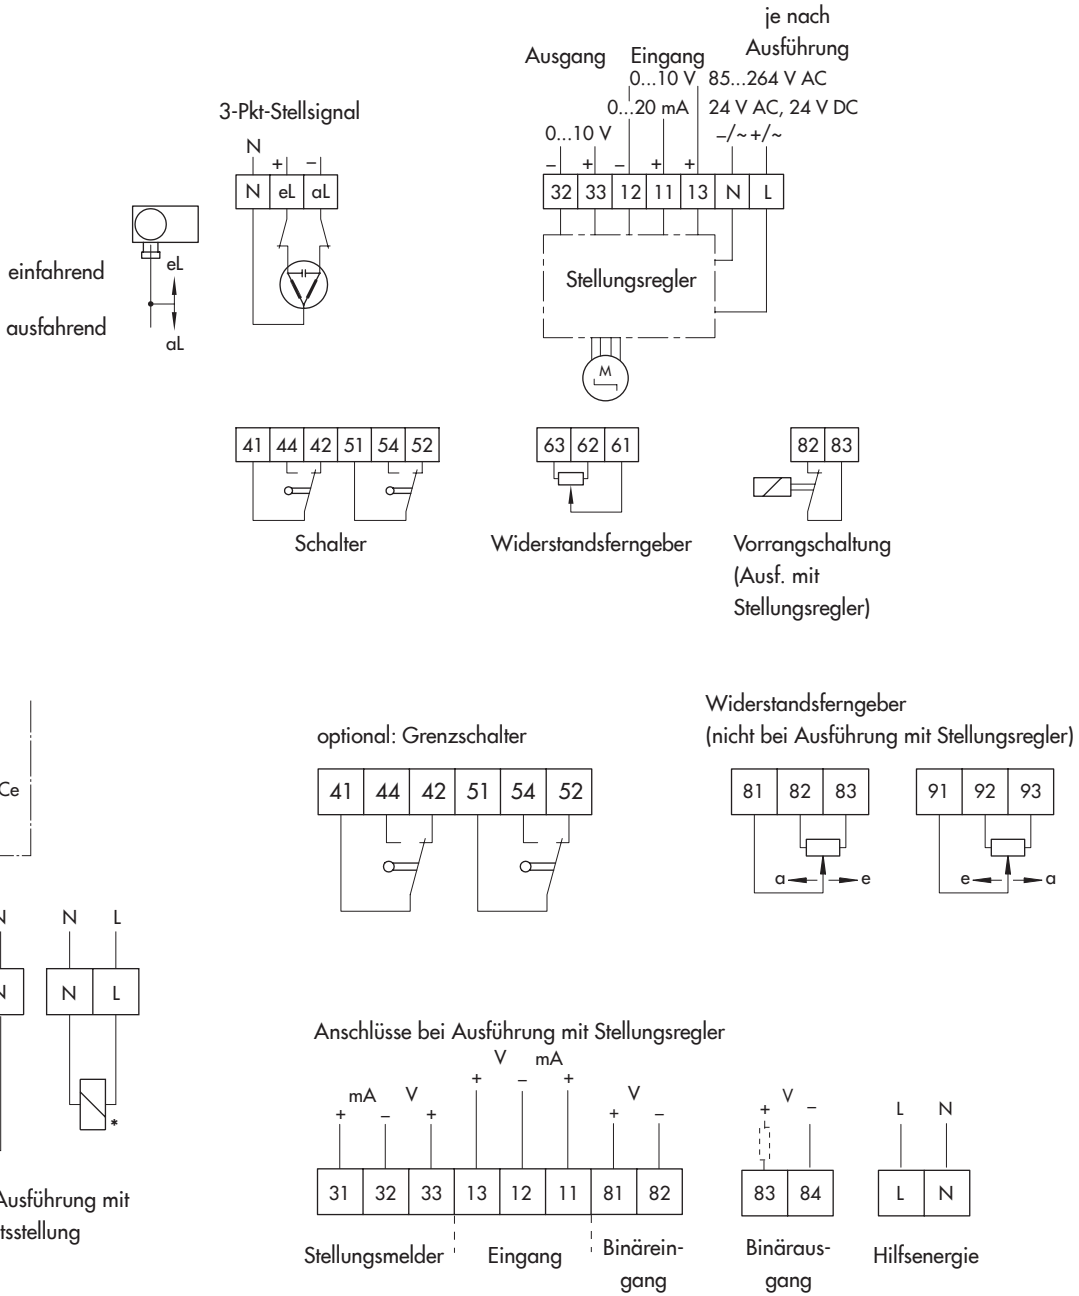 je nach
Ausführung
Ausgang Eingang
0...10 V 85...264 V AC
0...20 mA 24 V AC, 24 V DC
0...10 V –/~ +/~
– + – + +
32 33 12 11 13 N L
Stellungsregler
M
3-Pkt-Stellsignal
N
+ –
N eL aL
einfahrend
eL
ausfahrend
aL
41 44 42 51 54 52
Schalter
63 62 61
Widerstandsferngeber
82 83
Vorrangschaltung
(Ausf. mit
Stellungsregler)
Ce
optional: Grenzschalter
41 44 42 51 54 52
Widerstandsferngeber
(nicht bei Ausführung mit Stellungsregler)
81 82 83
a e
91 92 93
e a
N N L
N N L
*
Ausführung mit
tsstellung
Anschlüsse bei Ausführung mit Stellungsregler
V mA
+ – +
mA V
+ – +
V
+ –
31 32 33 13 12 11 81 82
Stellungsmelder Eingang Binärein-
gang
V
+ –
83 84
Binäraus-
gang
L N
L N
Hilfsenergie